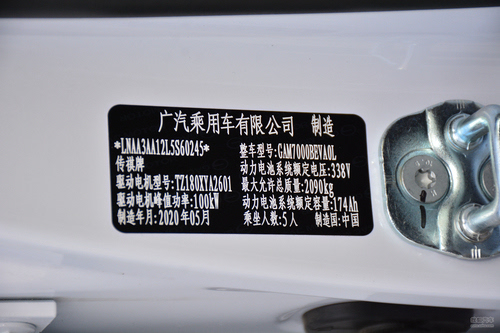 广汽乘用车有限公司 制造
*LNAA3AA12L5S60245*
传祺牌
驱动电机型号:TZ180XYA2601
驱动电机峰值功率:100kW
制造年月:2020年05月
整车型号:GAM7000BEVA0L
动力电池系统额定电压:338V
最大允许总质量:2090kg
动力电池系统额定容量:174Ah
乘坐人数:5人 制造国:中国